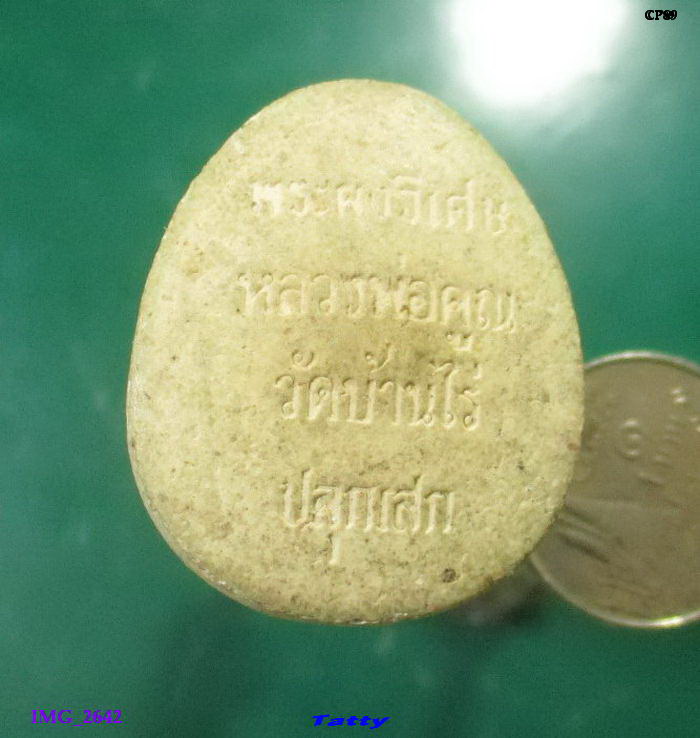 CP89
พระผงวิเศษ
หลวงพ่อคูณ
วัดบ้านไร่
ปลุกเสก
IMG_2642
Tatty